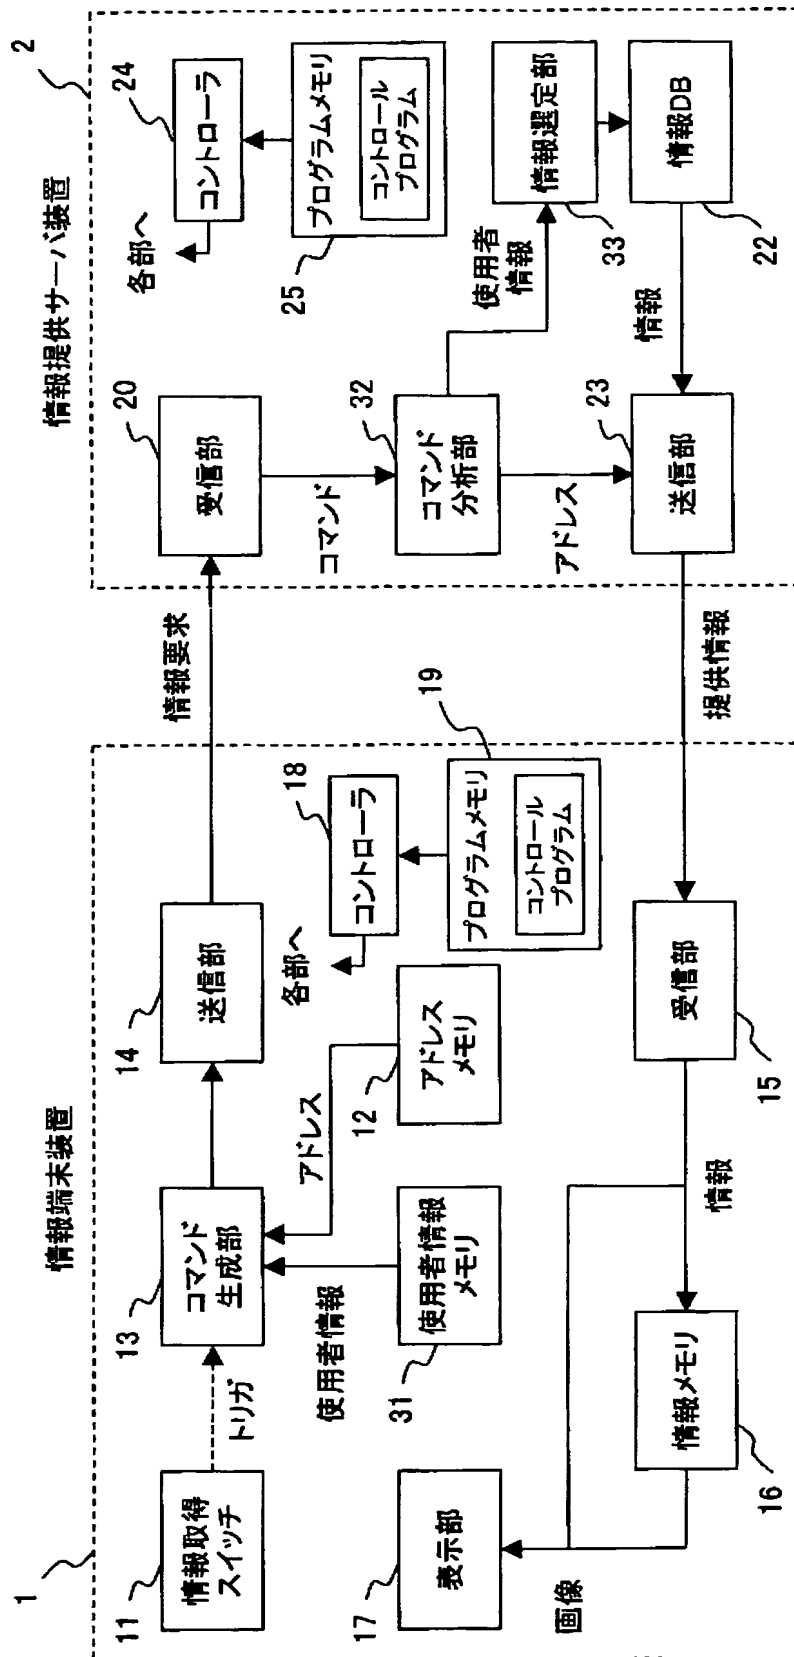 情報端末装置
1
11
情報取得
スイッチ
トリガ
13
コマンド
生成部
14
送信部
情報要求
使用者情報
31
使用者情報
メモリ
アドレス
12
アドレス
メモリ
各部へ
18
コントローラ
19
プログラムメモリ
コントロール
プログラム
17
表示部
画像
16
情報メモリ
情報
15
受信部
提供情報
情報提供サーバ装置
2
20
受信部
コマンド
32
コマンド
分析部
アドレス
23
送信部
各部へ
24
コントローラ
25
プログラムメモリ
コントロール
プログラム
使用者
情報
33
情報選定部
情報
22
情報DB